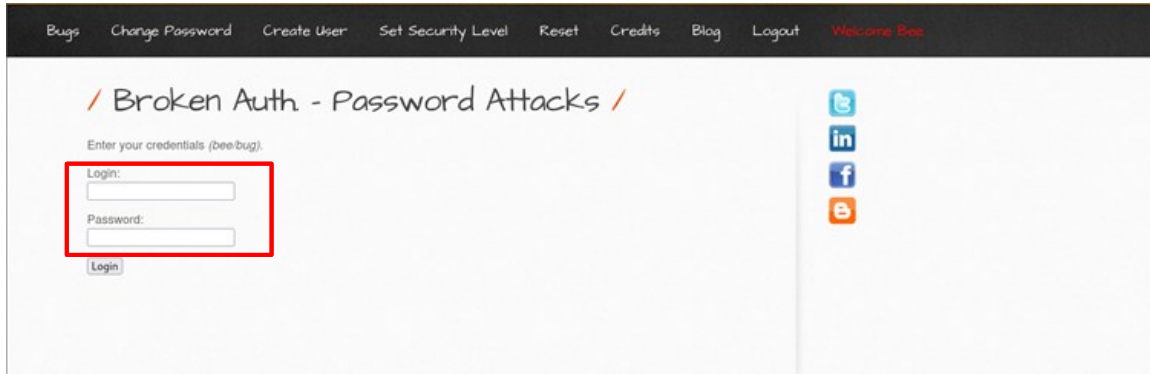 Bugs Change Password Create User Set Security Level Reset Credits Blog Logout Welcome Bee
/ Broken Auth. - Password Attacks /
Enter your credentials (bee/bug).
Login:
Password:
Login
in
f